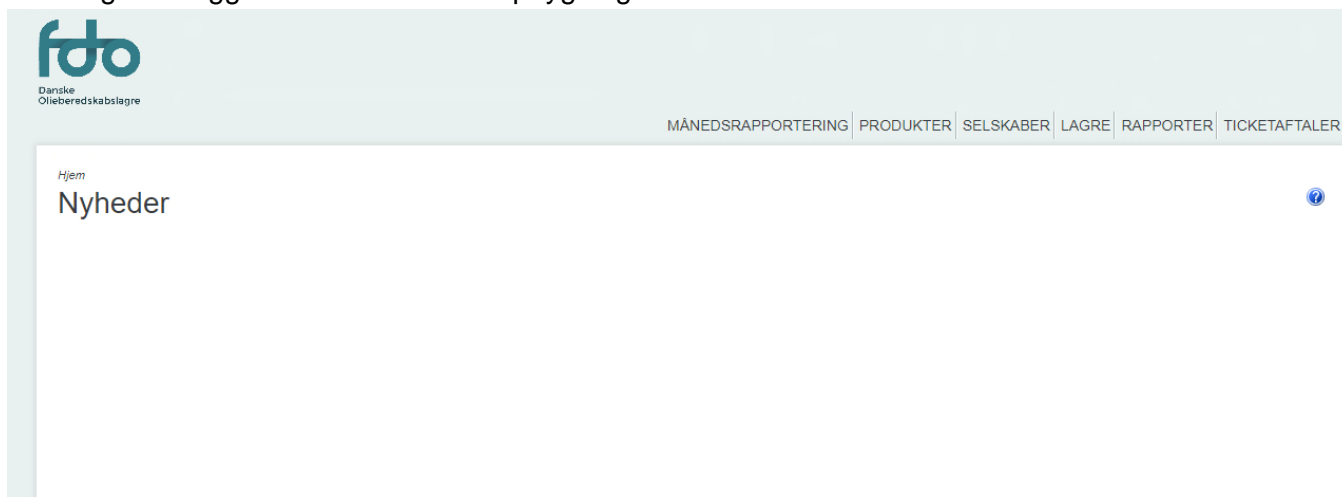 fdo
Danske
Olieberedskabslagre
MÅNEDSRAPPORTERING PRODUKTER SELSKABER LAGRE RAPPORTER TICKETAFTALER
Hjem
Nyheder
?